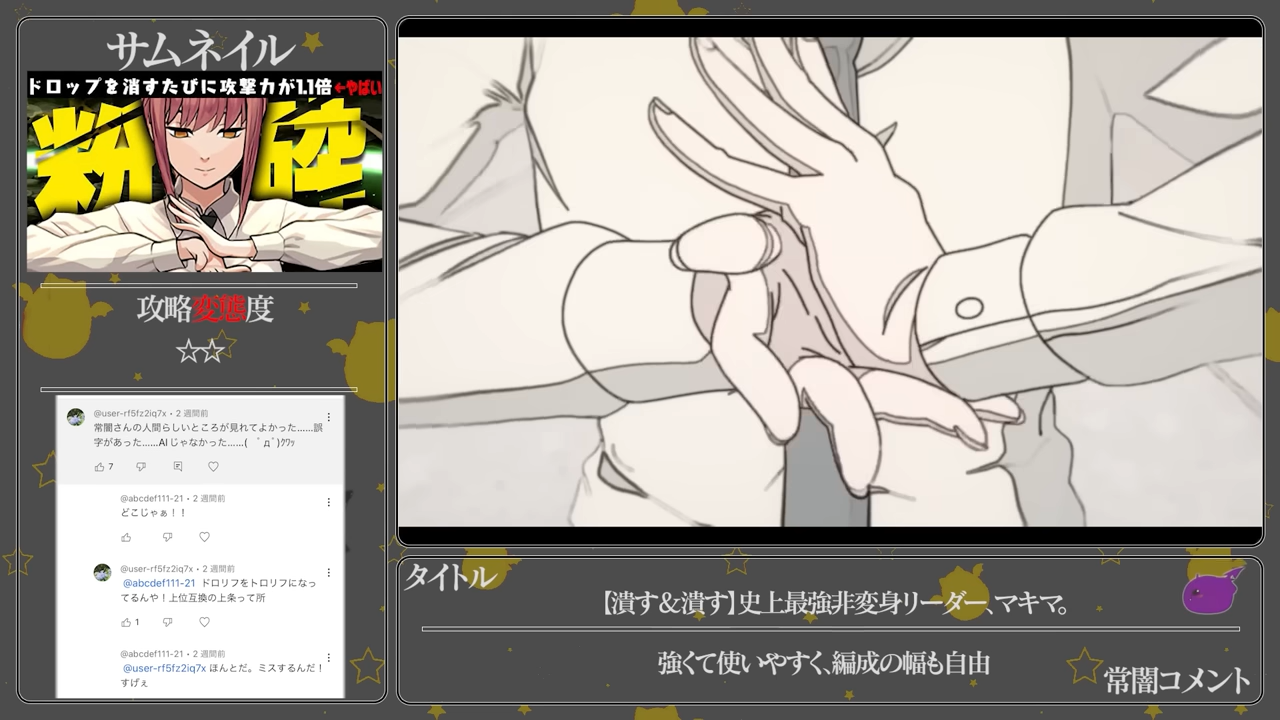 サムネイル
ドロップを消すたびに攻撃力が1.1倍←やばい
粉砕
攻略変態度
☆☆
@user-rf5fz2iq7x • 2 週間前
常闇さんの人間らしいところが見れてよかった……誤
字があった……AIじゃなかった……( ﾟдﾟ)ｸﾜｯ
7
@abcdef111-21 • 2 週間前
どこじゃぁ！！
@user-rf5fz2iq7x • 2 週間前
@abcdef111-21 ドロリフをトロリフになっ
てるんや！上位互換の上条って所
1
@abcdef111-21 • 2 週間前
@user-rf5fz2iq7x ほんとだ。ミスするんだ！
すげぇ
タイトル
【潰す&潰す】史上最強非変身リーダー、マキマ。
強くて使いやすく、編成の幅も自由
常闇コメント